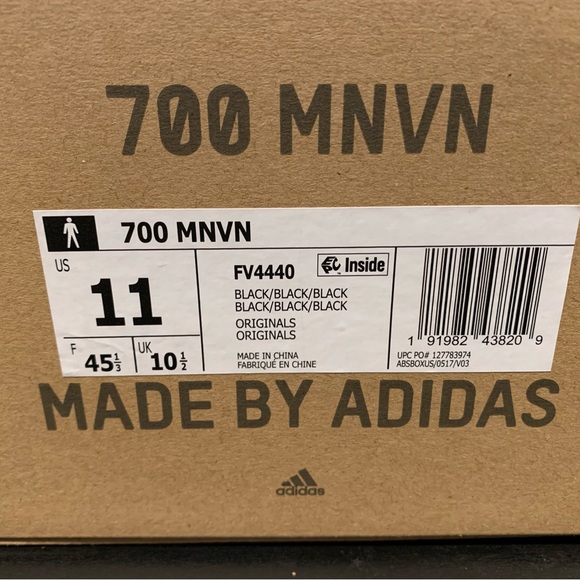 700 MNVN
700 MNVN
US
11
F
45⅓
UK
10½
FV4440
Inside
BLACK/BLACK/BLACK
BLACK/BLACK/BLACK
ORIGINALS
ORIGINALS
MADE IN CHINA
FABRIQUÉ EN CHINE
1 91982 43820 9
UPC PO# 127783974
ABSBOXUS/0517/V03
MADE BY ADIDAS
adidas